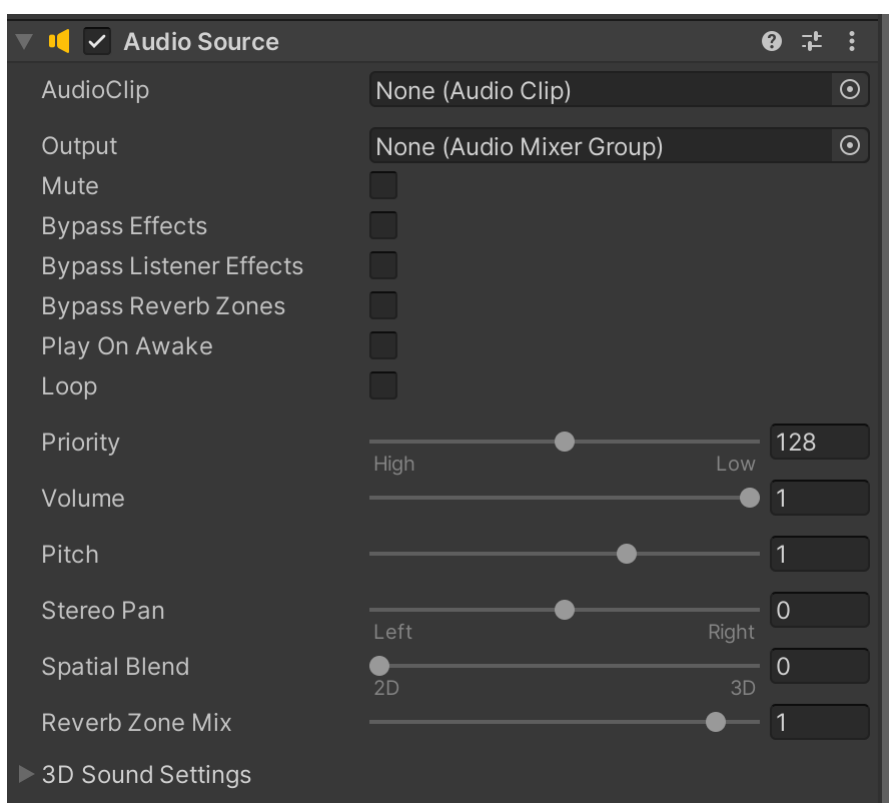 Audio Source
AudioClip None (Audio Clip)
Output None (Audio Mixer Group)
Mute
Bypass Effects
Bypass Listener Effects
Bypass Reverb Zones
Play On Awake
Loop
Priority 128
High Low
Volume 1
Pitch 1
Stereo Pan 0
Left Right
Spatial Blend 0
2D 3D
Reverb Zone Mix 1
3D Sound Settings